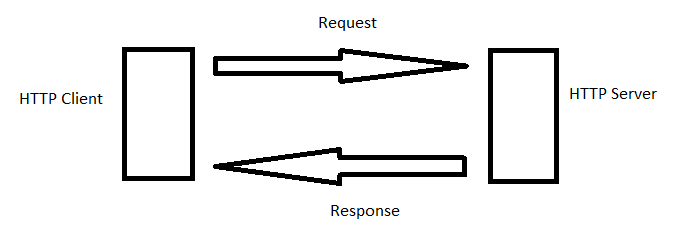 Request
HTTP Client
HTTP Server
Response